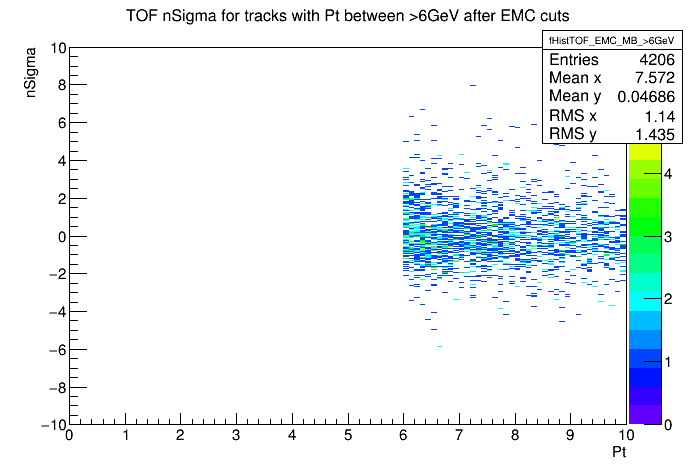 TOF nSigma for tracks with Pt between >6GeV after EMC cuts
fHistTOF_EMC_MB_>6GeV
Entries 4206
Mean x 7.572
Mean y 0.04686
RMS x 1.14
RMS y 1.435
nSigma
10
8
6
4
2
0
−2
−4
−6
−8
−10
4
3
2
1
0
0 1 2 3 4 5 6 7 8 9 10
Pt